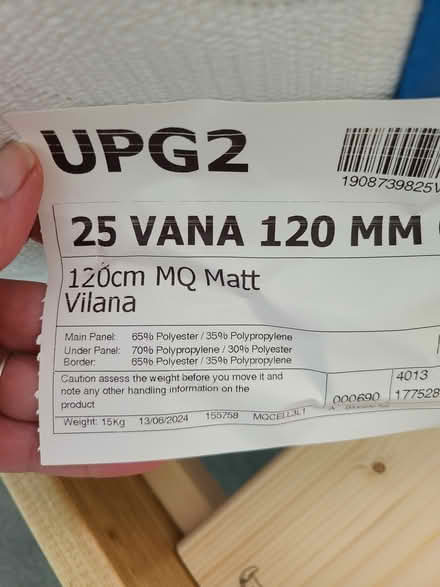 UPG2
1908739825V
25 VANA 120 MM
120cm MQ Matt
Vilana
Main Panel: 65% Polyester / 35% Polypropylene
Under Panel: 70% Polypropylene / 30% Polyester
Border: 65% Polyester / 35% Polypropylene
Caution assess the weight before you move it and
note any other handling information on the
product
000690
4013
177528
Weight: 15Kg 13/06/2024 155758 MQCELL3L1